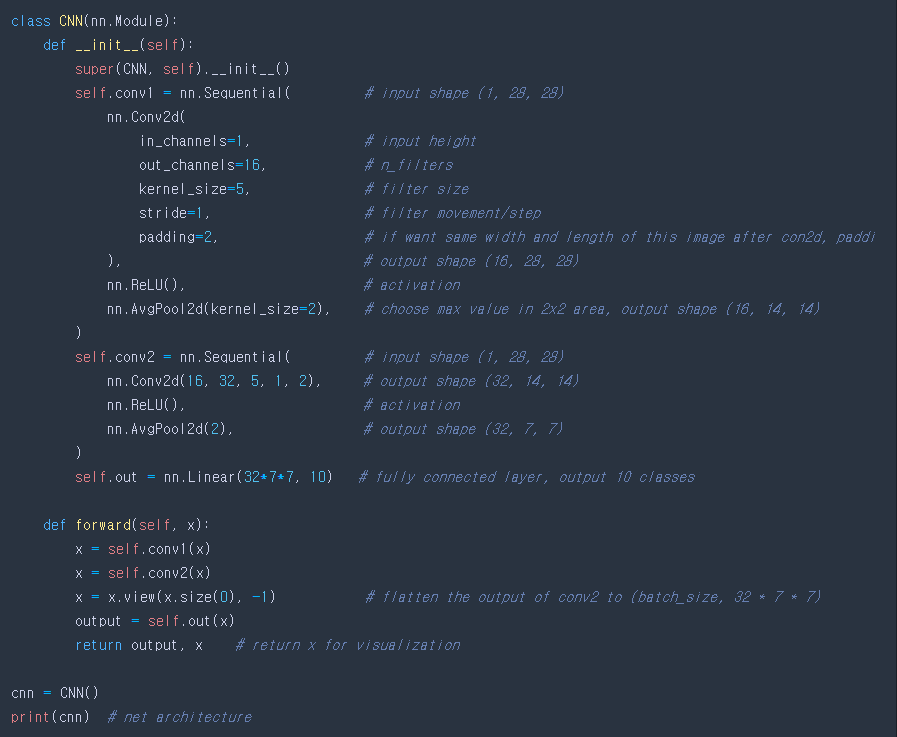 class CNN(nn.Module):
    def __init__(self):
        super(CNN, self).__init__()
        self.conv1 = nn.Sequential(         # input shape (1, 28, 28)
            nn.Conv2d(
                in_channels=1,              # input height
                out_channels=16,            # n_filters
                kernel_size=5,              # filter size
                stride=1,                   # filter movement/step
                padding=2,                  # if want same width and length of this image after con2d, paddi
            ),                              # output shape (16, 28, 28)
            nn.ReLU(),                      # activation
            nn.AvgPool2d(kernel_size=2),    # choose max value in 2x2 area, output shape (16, 14, 14)
        )
        self.conv2 = nn.Sequential(         # input shape (1, 28, 28)
            nn.Conv2d(16, 32, 5, 1, 2),     # output shape (32, 14, 14)
            nn.ReLU(),                      # activation
            nn.AvgPool2d(2),                # output shape (32, 7, 7)
        )
        self.out = nn.Linear(32*7*7, 10)   # fully connected layer, output 10 classes

    def forward(self, x):
        x = self.conv1(x)
        x = self.conv2(x)
        x = x.view(x.size(0), -1)           # flatten the output of conv2 to (batch_size, 32 * 7 * 7)
        output = self.out(x)
        return output, x    # return x for visualization

cnn = CNN()
print(cnn)  # net architecture